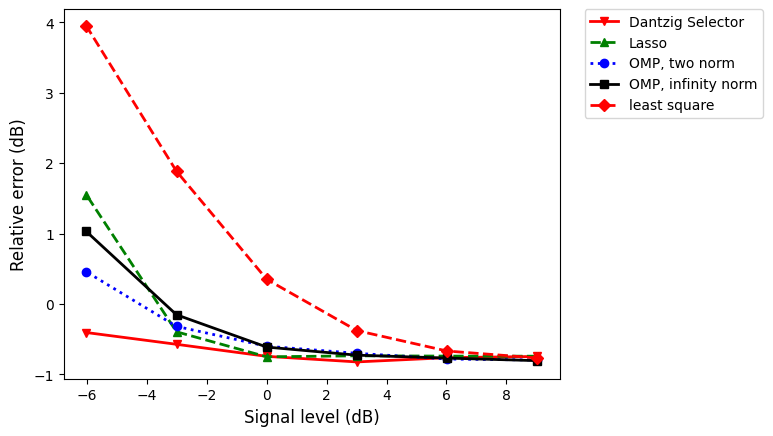 4
3
2
1
0
−1
Relative error (dB)
−6 −4 −2 0 2 4 6 8
Signal level (dB)
Dantzig Selector
Lasso
OMP, two norm
OMP, infinity norm
least square